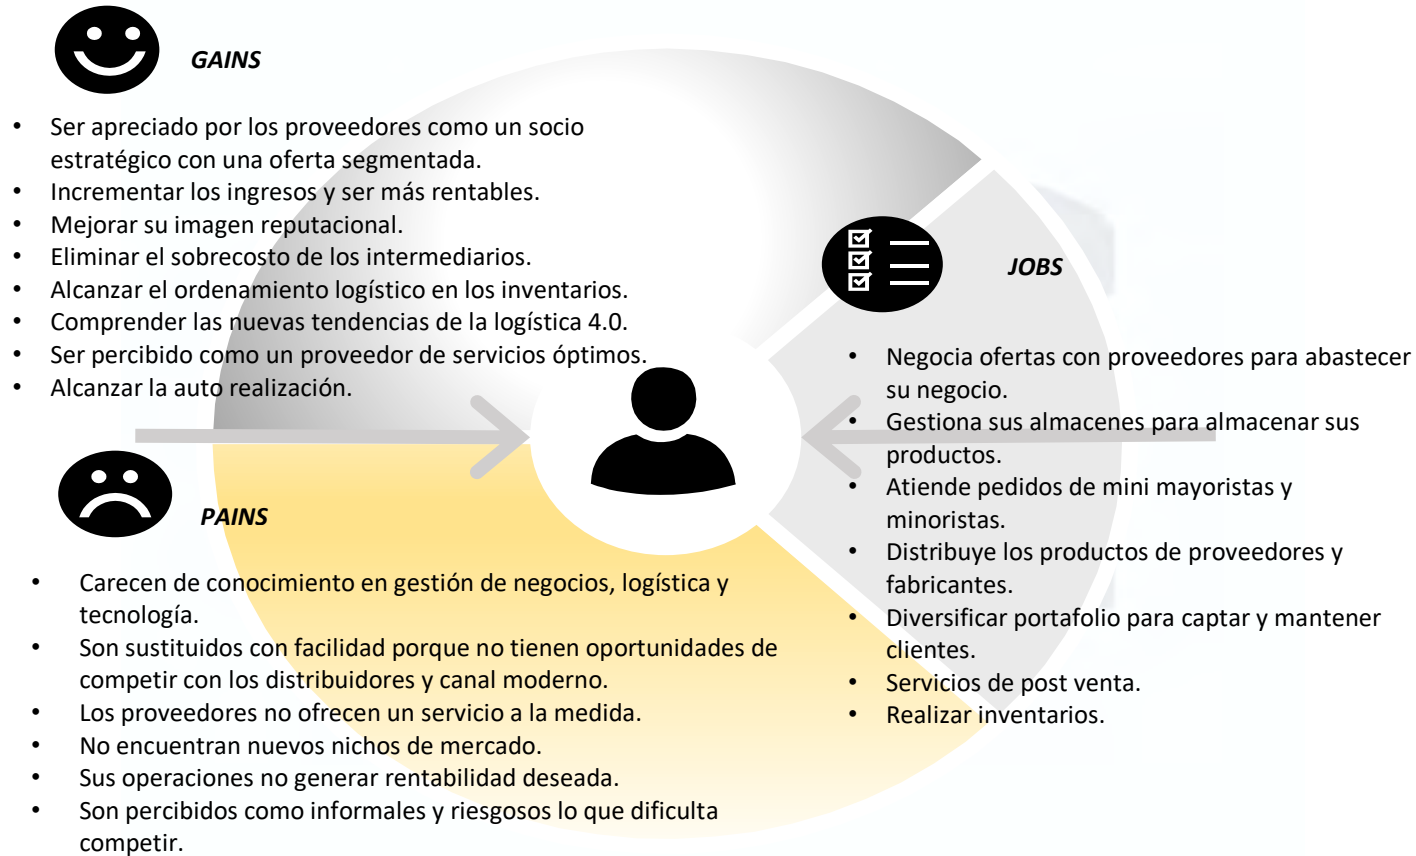 GAINS
• Ser apreciado por los proveedores como un socio
estratégico con una oferta segmentada.
• Incrementar los ingresos y ser más rentables.
• Mejorar su imagen reputacional.
• Eliminar el sobrecosto de los intermediarios.
• Alcanzar el ordenamiento logístico en los inventarios.
• Comprender las nuevas tendencias de la logística 4.0.
• Ser percibido como un proveedor de servicios óptimos.
• Alcanzar la auto realización.
PAINS
• Carecen de conocimiento en gestión de negocios, logística y
tecnología.
• Son sustituidos con facilidad porque no tienen oportunidades de
competir con los distribuidores y canal moderno.
• Los proveedores no ofrecen un servicio a la medida.
• No encuentran nuevos nichos de mercado.
• Sus operaciones no generar rentabilidad deseada.
• Son percibidos como informales y riesgosos lo que dificulta
competir.
JOBS
• Negocia ofertas con proveedores para abastecer
su negocio.
• Gestiona sus almacenes para almacenar sus
productos.
• Atiende pedidos de mini mayoristas y
minoristas.
• Distribuye los productos de proveedores y
fabricantes.
• Diversificar portafolio para captar y mantener
clientes.
• Servicios de post venta.
• Realizar inventarios.